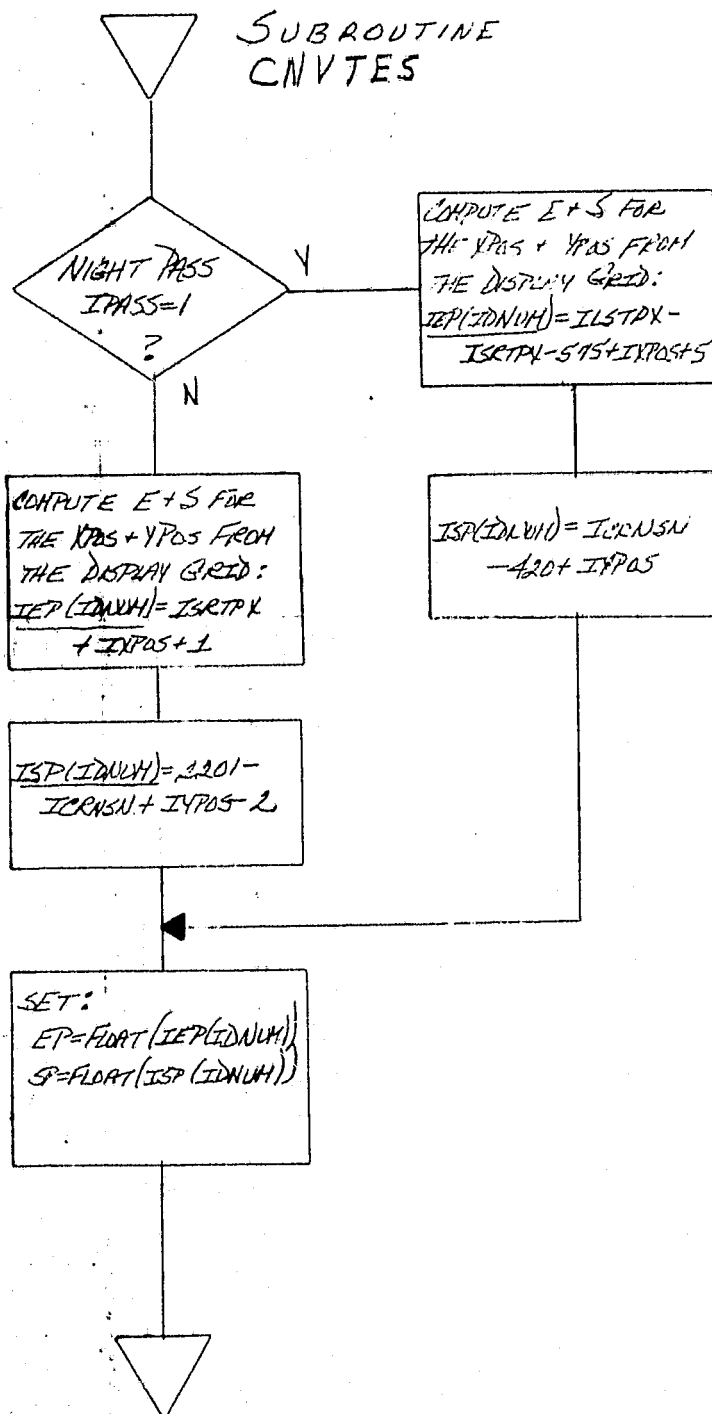 SUBROUTINE
CNVTES
NIGHT PASS
IPASS=1
?
Y
N
COMPUTE E+S FOR
THE XPOS + YPOS FROM
THE DISPLAY GRID:
IEP(IDNUM)=ILSTPX-
ISRTPX-575+IXPOS+5
ISP(IDNUM)=ICRNSN
-420+IYPOS
COMPUTE E+S FOR
THE XPOS+YPOS FROM
THE DISPLAY GRID:
IEP(IDNUM)=ISRTPX
+IXPOS+1
ISP(IDNUM)=1201-
ICRNSN+IYPOS-2
SET:
EP=FLOAT(IEP(IDNUM))
SP=FLOAT(ISP(IDNUM))